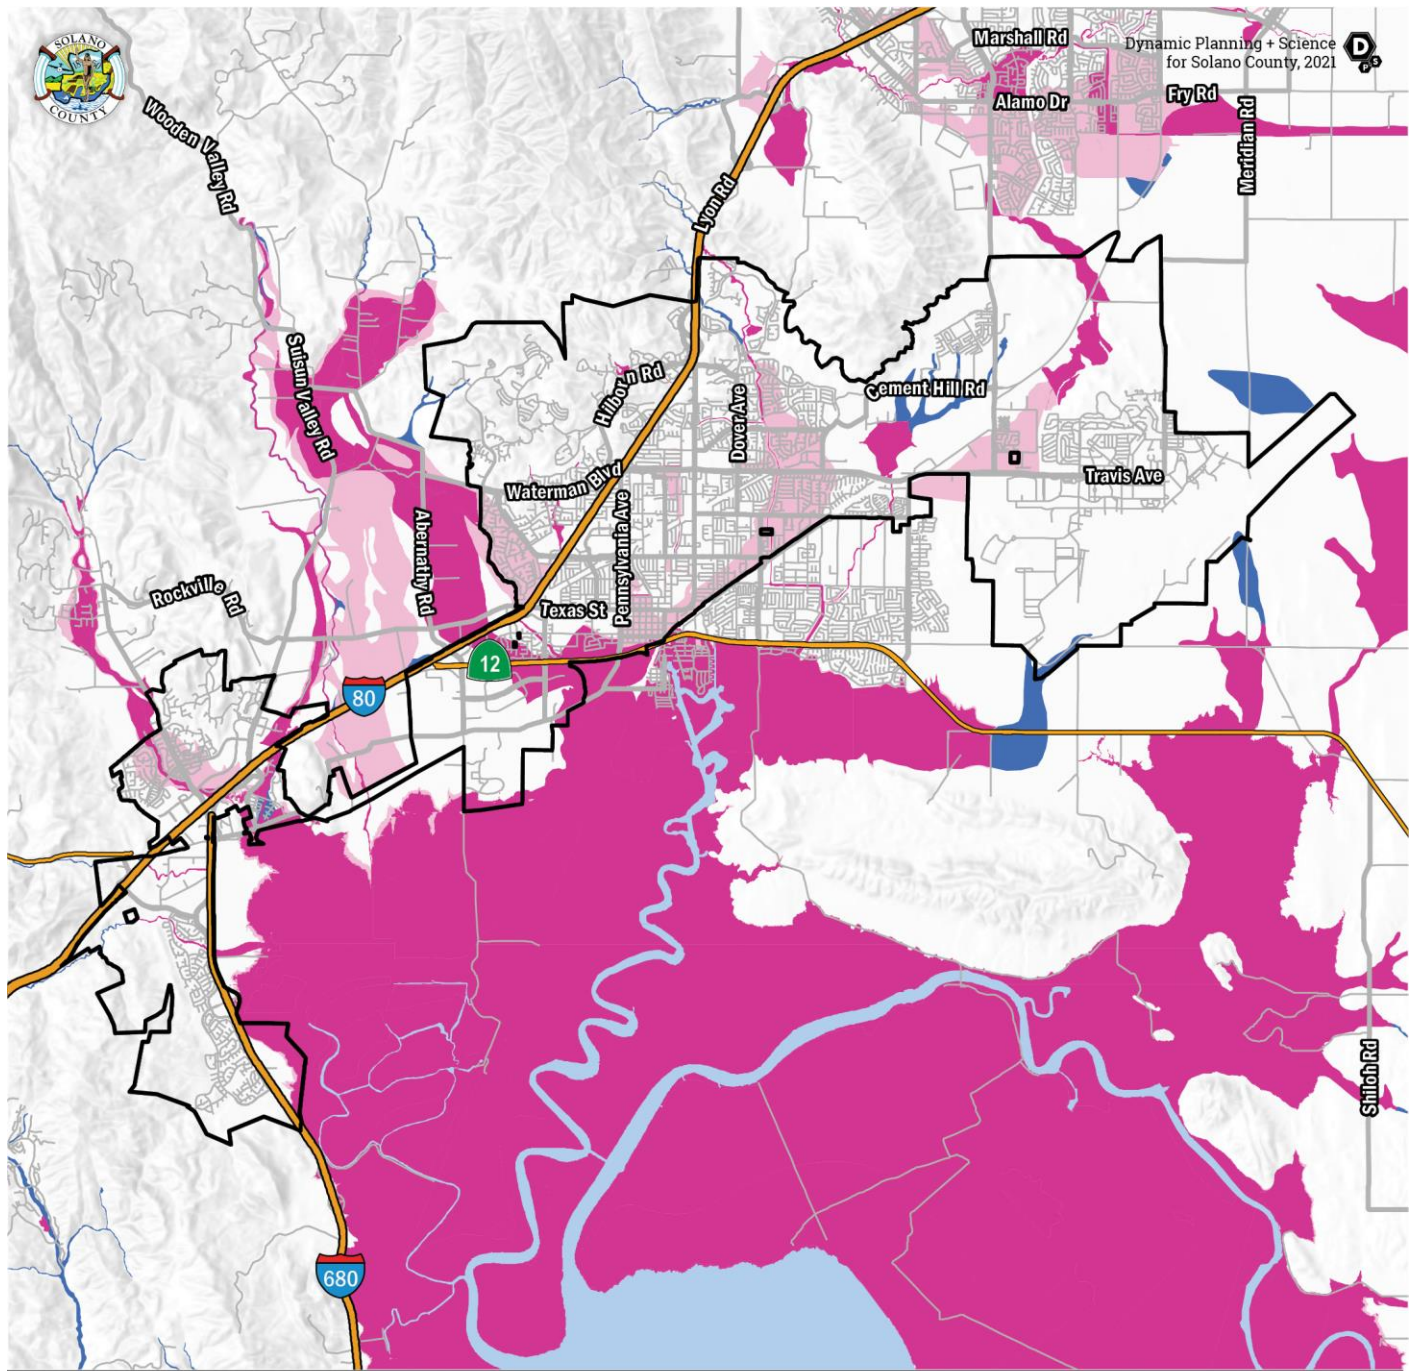 SOLANO
COUNTY
Marshall Rd
Dynamic Planning + Science
for Solano County, 2021
D
P
S
Alamo Dr
Fry Rd
Wooden Valley Rd
Meridian Rd
Lyon Rd
Suisun Valley Rd
Hilborn Rd
Cement Hill Rd
Dover Ave
Waterman Blvd
Travis Ave
Abernathy Rd
Pennsylvania Ave
Rockville Rd
Texas St
12
80
Shiloh Rd
680